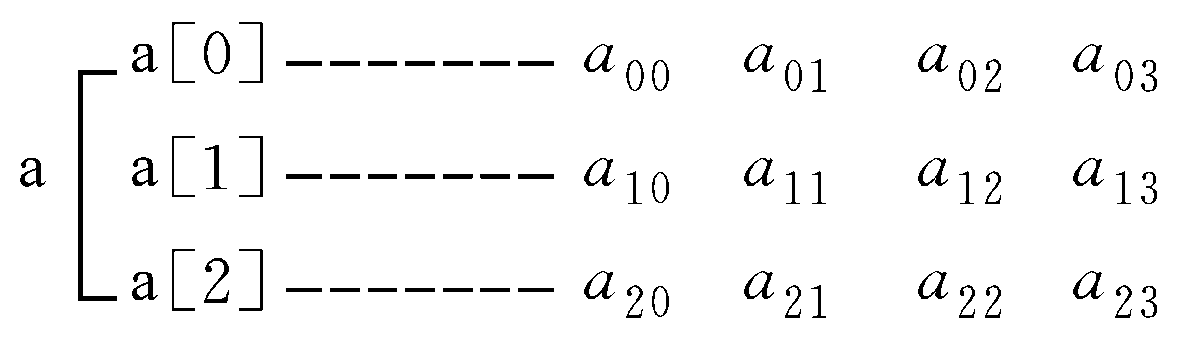 a[0] ------- a₀₀ a₀₁ a₀₂ a₀₃
a a[1] ------- a₁₀ a₁₁ a₁₂ a₁₃
a[2] ------- a₂₀ a₂₁ a₂₂ a₂₃